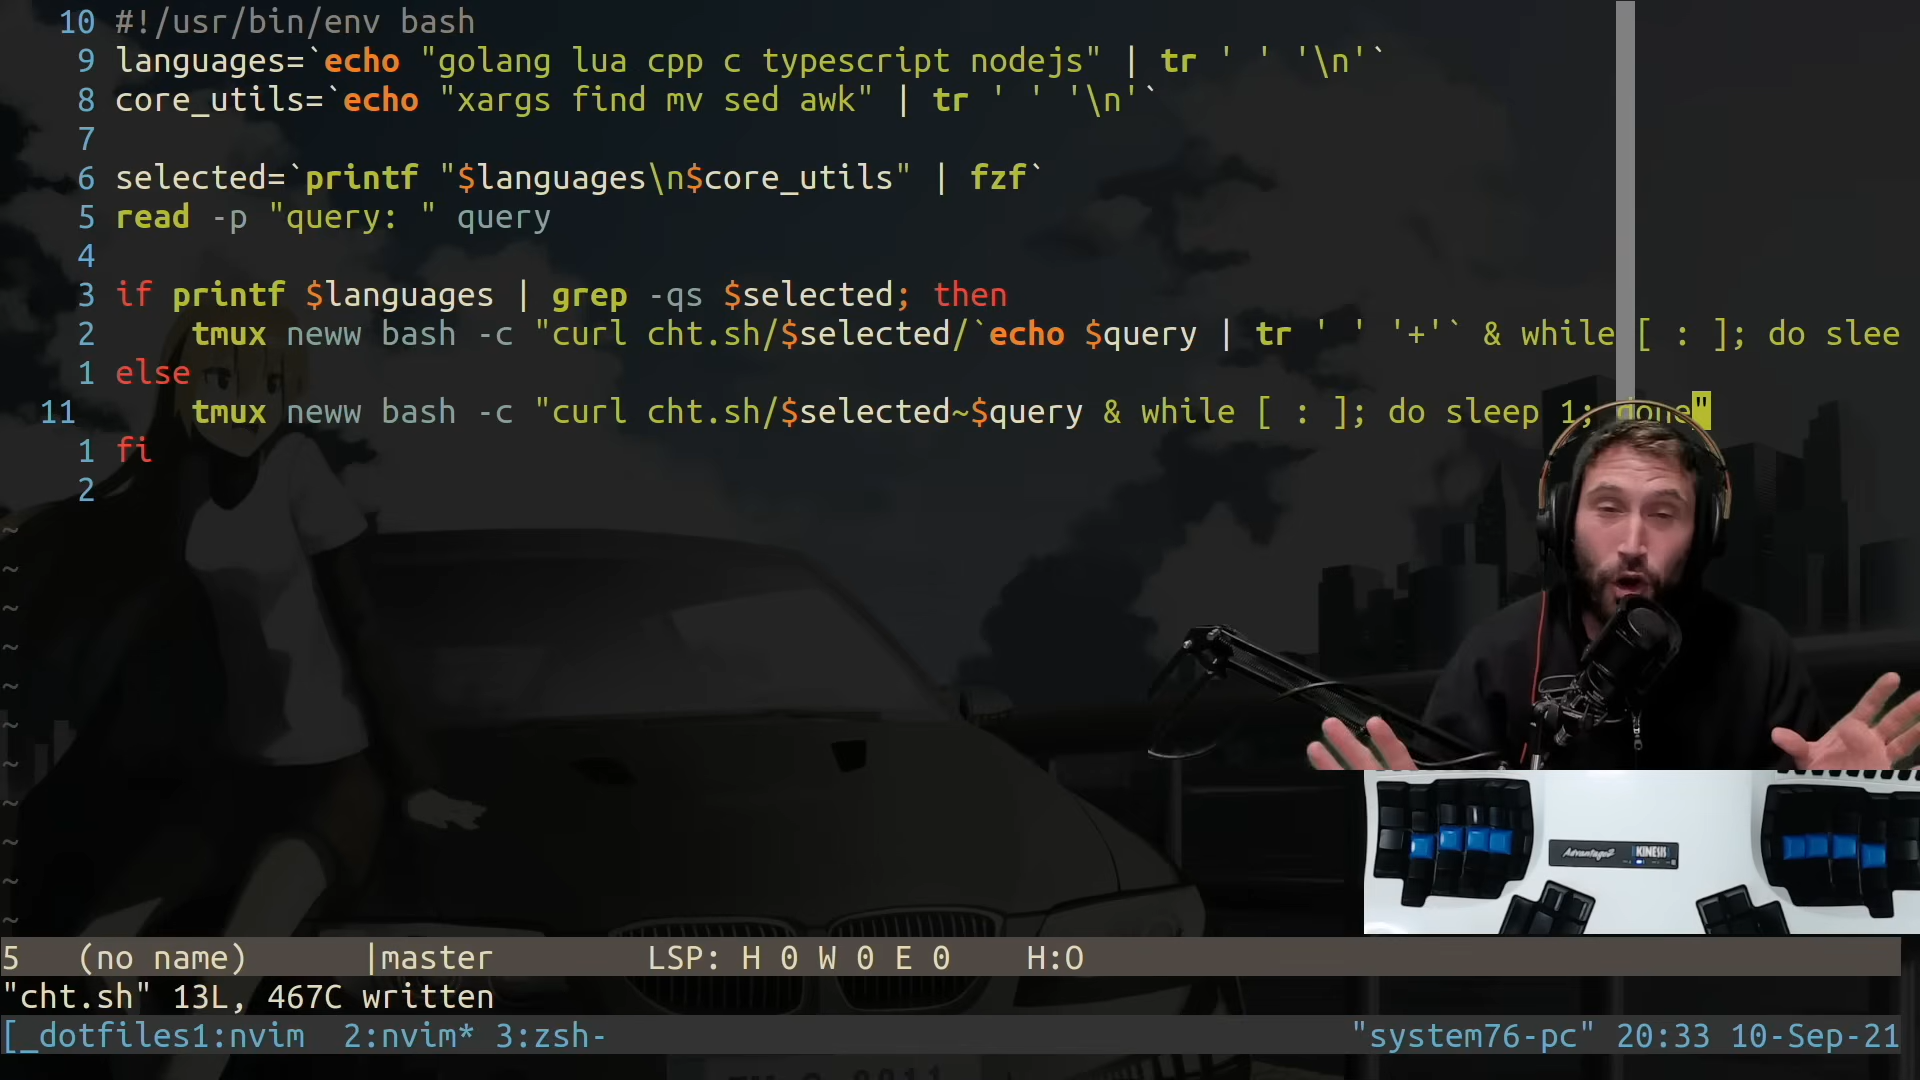 10 #!/usr/bin/env bash
9 languages=`echo "golang lua cpp c typescript nodejs" | tr ' ' '\n'`
8 core_utils=`echo "xargs find mv sed awk" | tr ' ' '\n'`
7
6 selected=`printf "$languages\n$core_utils" | fzf`
5 read -p "query: " query
4
3 if printf $languages | grep -qs $selected; then
2 tmux neww bash -c "curl cht.sh/$selected/`echo $query | tr ' ' '+'` & while [ : ]; do slee
1 else
11 tmux neww bash -c "curl cht.sh/$selected~$query & while [ : ]; do sleep 1; done"
1 fi
2
~
~
~
~
~
~
~
~
~
~
~
Advantage2 KINESIS
5 (no name) |master LSP: H 0 W 0 E 0 H:0
"cht.sh" 13L, 467C written
[_dotfiles1:nvim 2:nvim* 3:zsh- "system76-pc" 20:33 10-Sep-21